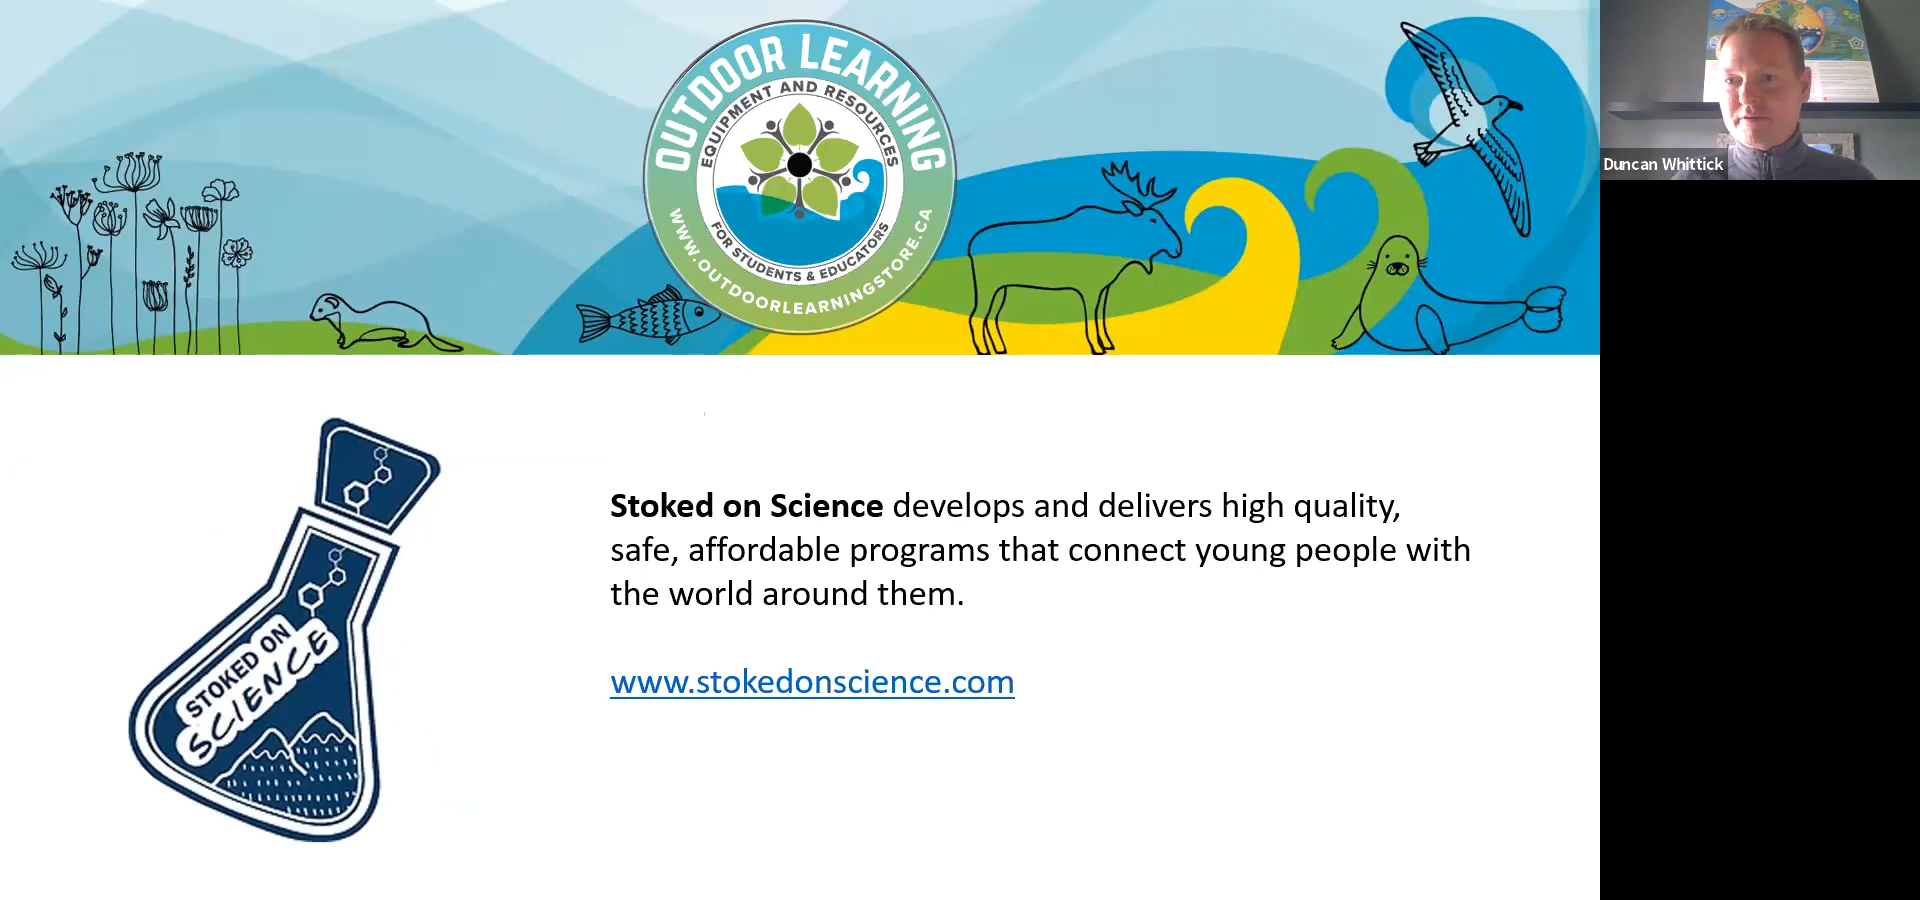 OUTDOOR LEARNING
EQUIPMENT AND RESOURCES
FOR STUDENTS & EDUCATORS
WWW.OUTDOORLEARNINGSTORE.CA
Duncan Whittick
STOKED ON
SCIENCE
Stoked on Science develops and delivers high quality,
safe, affordable programs that connect young people with
the world around them.
www.stokedonscience.com